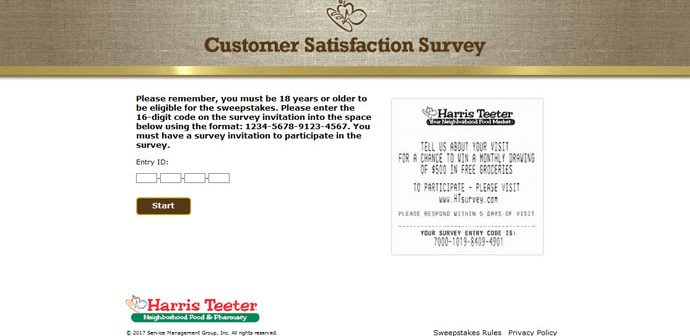 Customer Satisfaction Survey
Please remember, you must be 18 years or older to
be eligible for the sweepstakes. Please enter the
16-digit code on the survey invitation into the space
below using the format: 1234-5678-9123-4567. You
must have a survey invitation to participate in the
survey.
Entry ID:
- - -
Start
Harris Teeter
Your Neighborhood Food Market
TELL US ABOUT YOUR VISIT
FOR A CHANCE TO WIN A MONTHLY DRAWING
OF $500 IN FREE GROCERIES
TO PARTICIPATE - PLEASE VISIT
www.HTsurvey.com
PLEASE RESPOND WITHIN 5 DAYS OF VISIT
YOUR SURVEY ENTRY CODE IS:
7000-1019-8409-4901
Harris Teeter
Neighborhood Food & Pharmacy
© 2017 Service Management Group, Inc. All rights reserved.
Sweepstakes Rules Privacy Policy